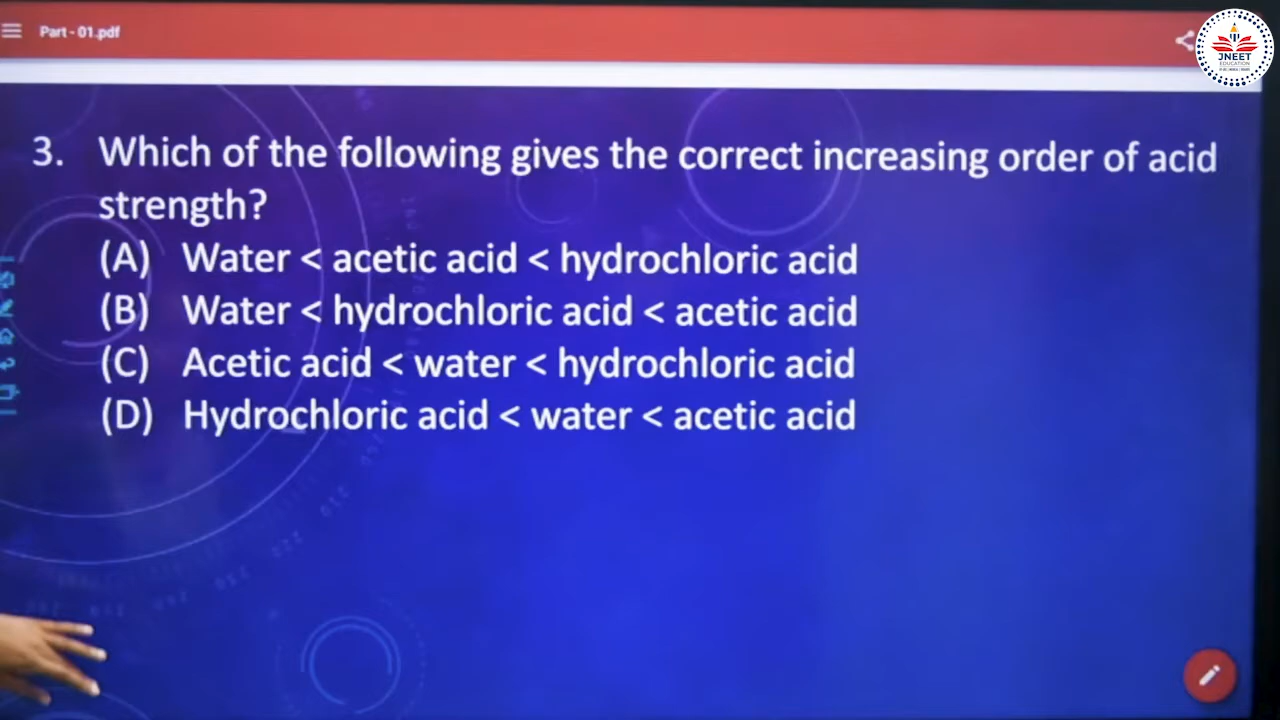 Part - 01.pdf
JNEET
EDUCATION
3. Which of the following gives the correct increasing order of acid
strength?
(A) Water < acetic acid < hydrochloric acid
(B) Water < hydrochloric acid < acetic acid
(C) Acetic acid < water < hydrochloric acid
(D) Hydrochloric acid < water < acetic acid